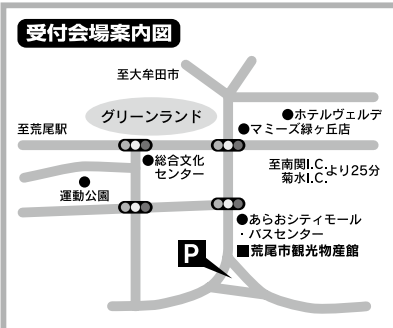 受付会場案内図
至大牟田市
グリーンランド
●ホテルヴェルデ
●マミーズ緑ヶ丘店
至荒尾駅
●総合文化
センター
至南関I.C.
菊水I.C.より25分
●
運動公園
●あらおシティモール
・バスセンター
■荒尾市観光物産館
P